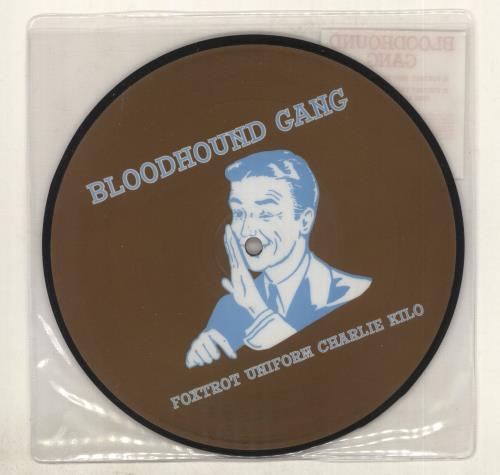 BLOODHOUND GANG
FOXTROT UNIFORM CHARLIE KILO
BLOODHOUND
GANG